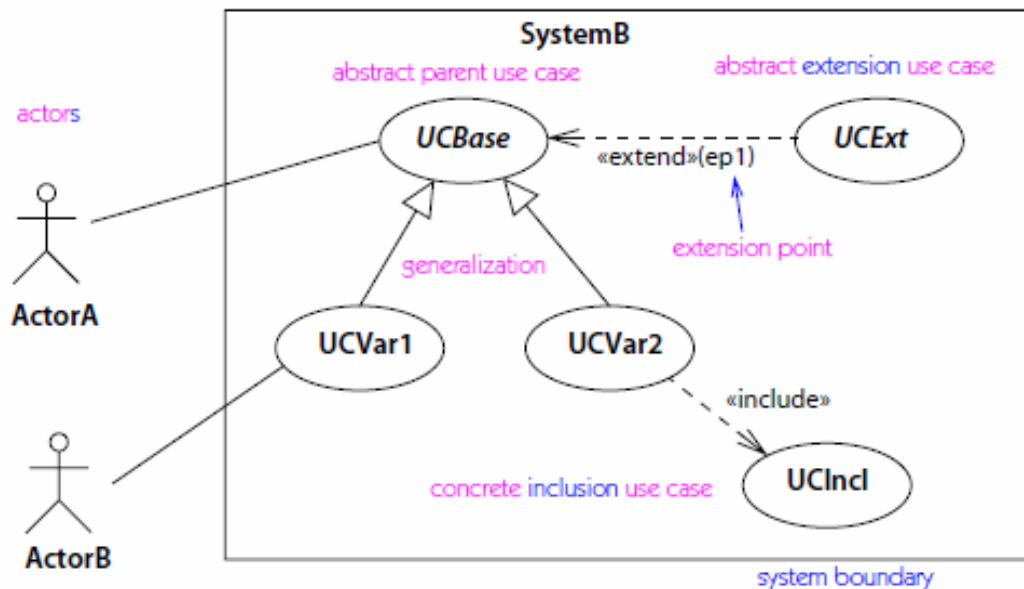 SystemB
abstract parent use case
abstract extension use case
actors
UCBase
UCExt
«extend»(ep1)
extension point
generalization
ActorA
UCVar1
UCVar2
«include»
UCIncl
concrete inclusion use case
ActorB
system boundary